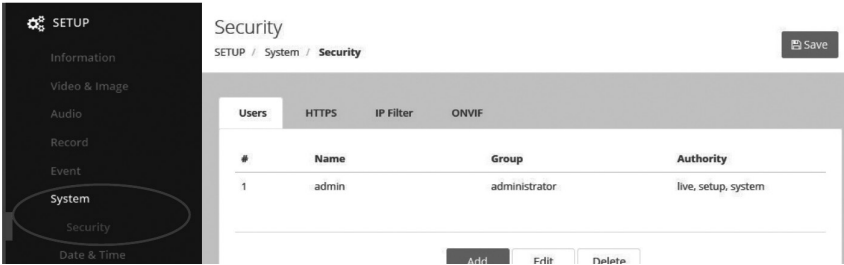 SETUP
Information
Video & Image
Audio
Record
Event
System
Security
Date & Time
Security
SETUP / System / Security
Save
Users HTTPS IP Filter ONVIF
# Name Group Authority
1 admin administrator live, setup, system
Add Edit Delete